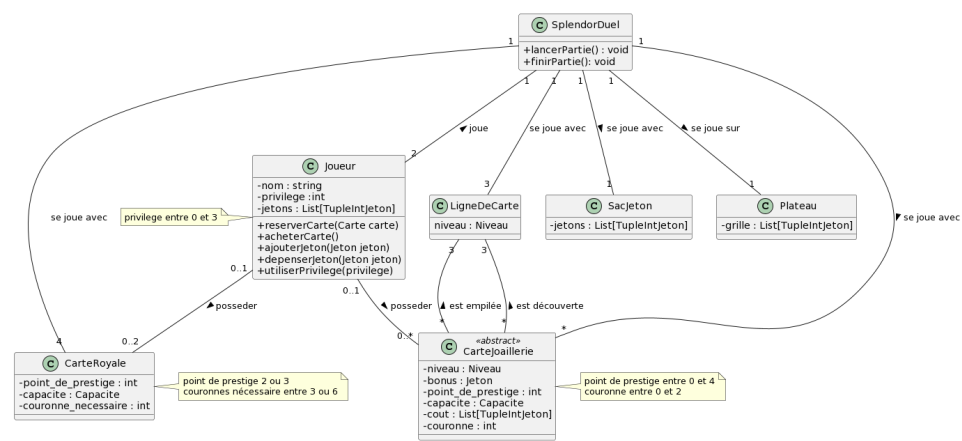 C SplendorDuel
+lancerPartie() : void
+finirPartie(): void
1
1
1
1
1
1
1
joue
se joue avec
se joue avec
se joue sur
2
C Joueur
-nom : string
-privilege :int
-jetons : List[TupleIntJeton]
+reserverCarte(Carte carte)
+acheterCarte()
+ajouterJeton(Jeton jeton)
+depenserJeton(Jeton jeton)
+utiliserPrivilege(privilege)
privilege entre 0 et 3
3
C LigneDeCarte
niveau : Niveau
1
C SacJeton
-jetons : List[TupleIntJeton]
1
C Plateau
-grille : List[TupleIntJeton]
se joue avec
se joue avec
3
3
0..1
0..1
posseder
posseder
est empilée
est découverte
4
0..2
0..*
*
*
*
C CarteRoyale
-point_de_prestige : int
-capacite : Capacite
-couronne_necessaire : int
point de prestige 2 ou 3
couronnes nécessaire entre 3 ou 6
C «abstract»
CarteJoaillerie
-niveau : Niveau
-bonus : Jeton
-point_de_prestige : int
-capacite : Capacite
-cout : List[TupleIntJeton]
-couronne : int
point de prestige entre 0 et 4
couronne entre 0 et 2